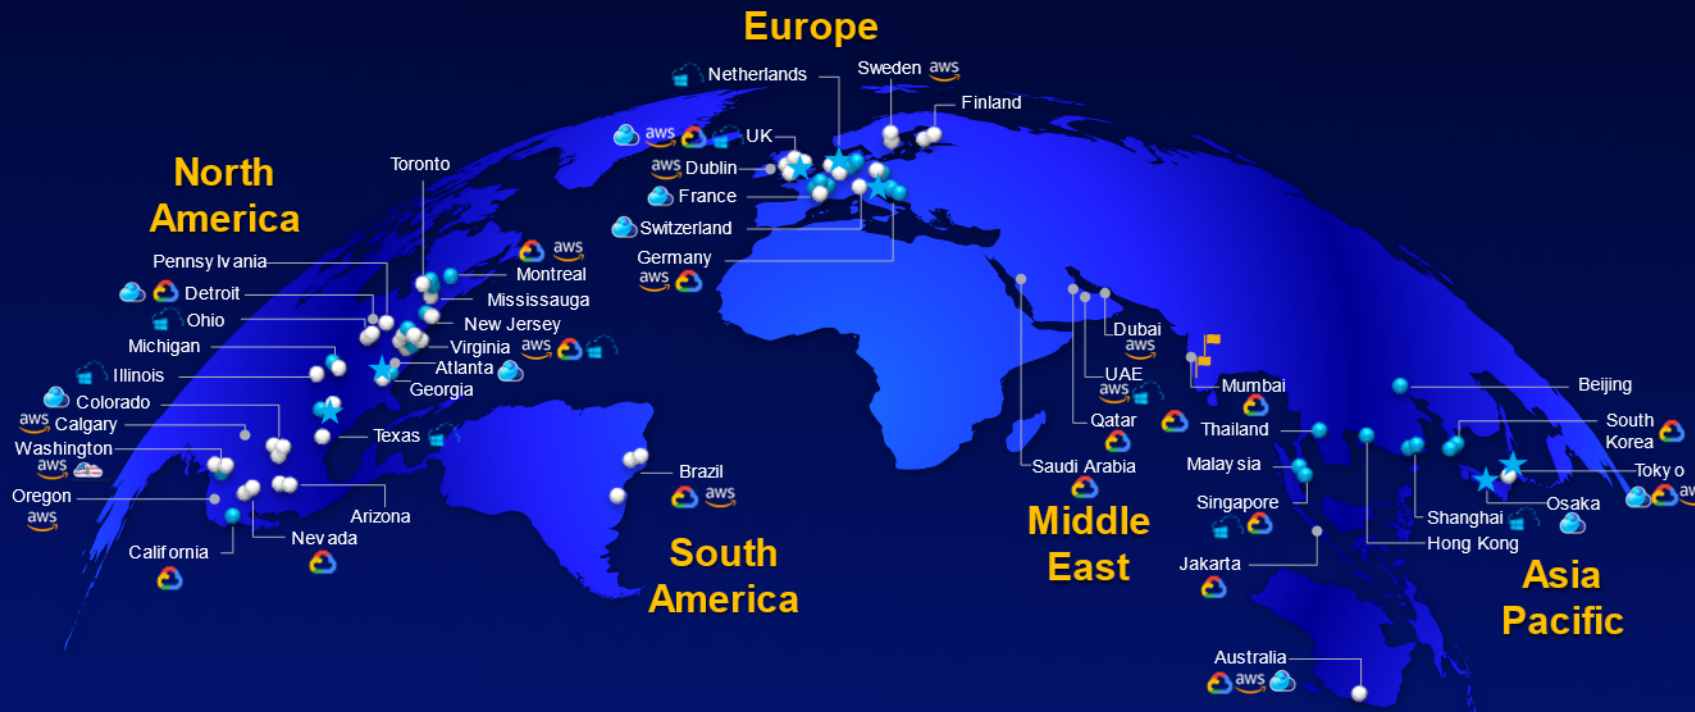 Europe
Netherlands
Sweden aws
Finland
aws UK
aws Dublin
France
Switzerland
Germany
aws
North
America
Toronto
Pennsylvania
Detroit
Ohio
Michigan
Illinois
Colorado
aws Calgary
Washington
aws
Oregon
aws
California
Nevada
Arizona
Texas
aws
Montreal
Mississauga
New Jersey
Virginia aws
Atlanta
Georgia
Brazil
aws
South
America
Dubai
aws
UAE
aws
Qatar
Saudi Arabia
Middle
East
Mumbai
Thailand
Malaysia
Singapore
Jakarta
Beijing
South
Korea
Tokyo
aw
Osaka
Shanghai
Hong Kong
Asia
Pacific
Australia
aws